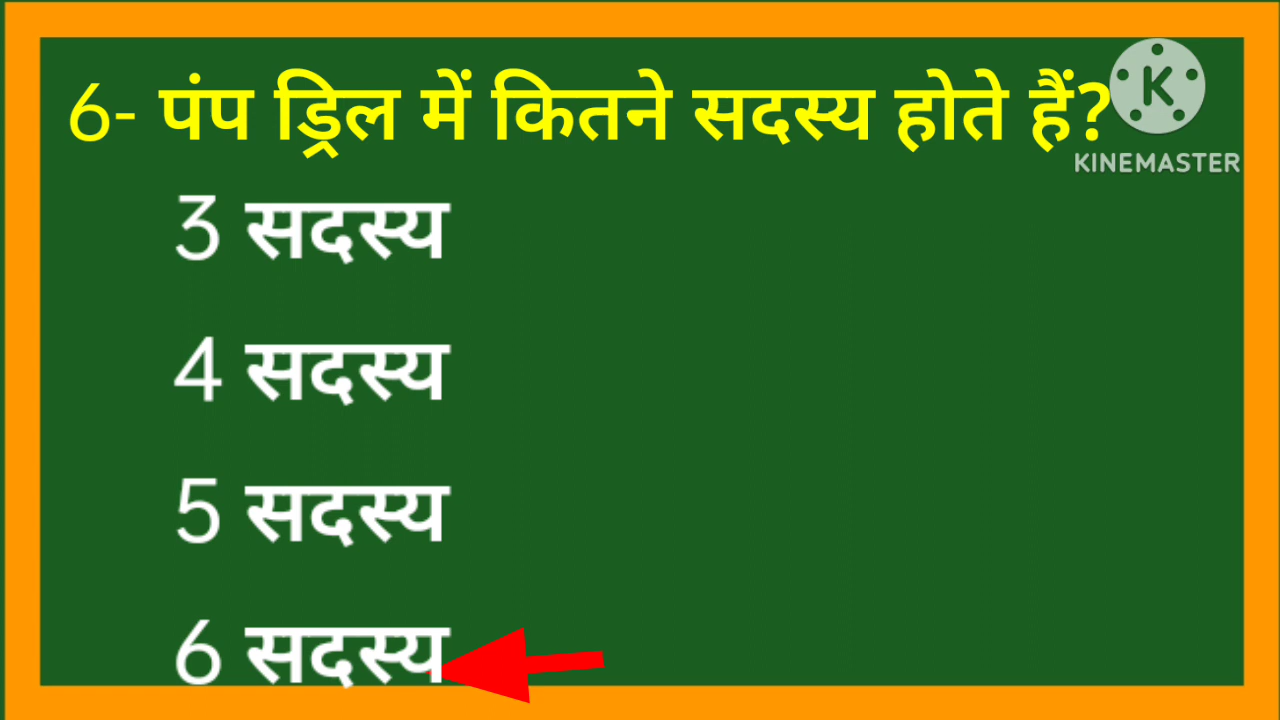 6- पंप ड्रिल में कितने सदस्य होते हैं?
KINEMASTER
3 सदस्य
4 सदस्य
5 सदस्य
6 सदस्य